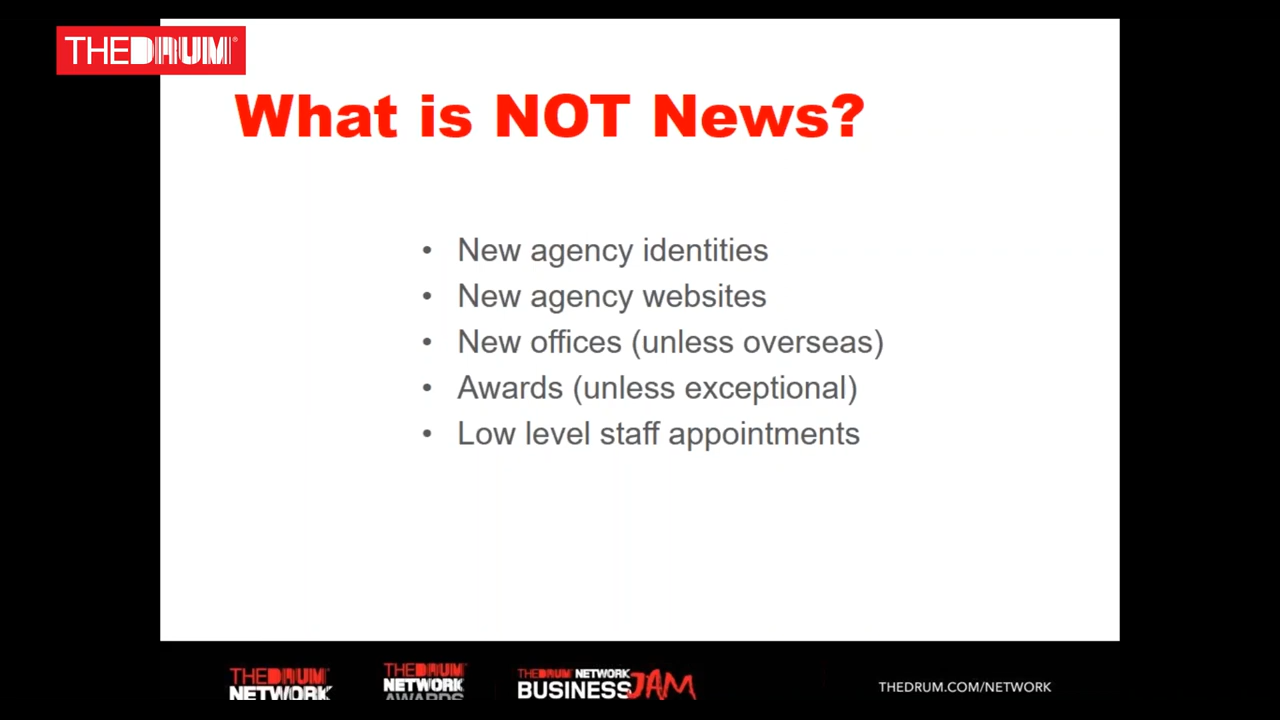 THEDRUM
What is NOT News?
• New agency identities
• New agency websites
• New offices (unless overseas)
• Awards (unless exceptional)
• Low level staff appointments
THEDRUM
NETWORK
THEDRUM
NETWORK
AWARDS
THEDRUM NETWORK
BUSINESS JAM
THEDRUM.COM/NETWORK